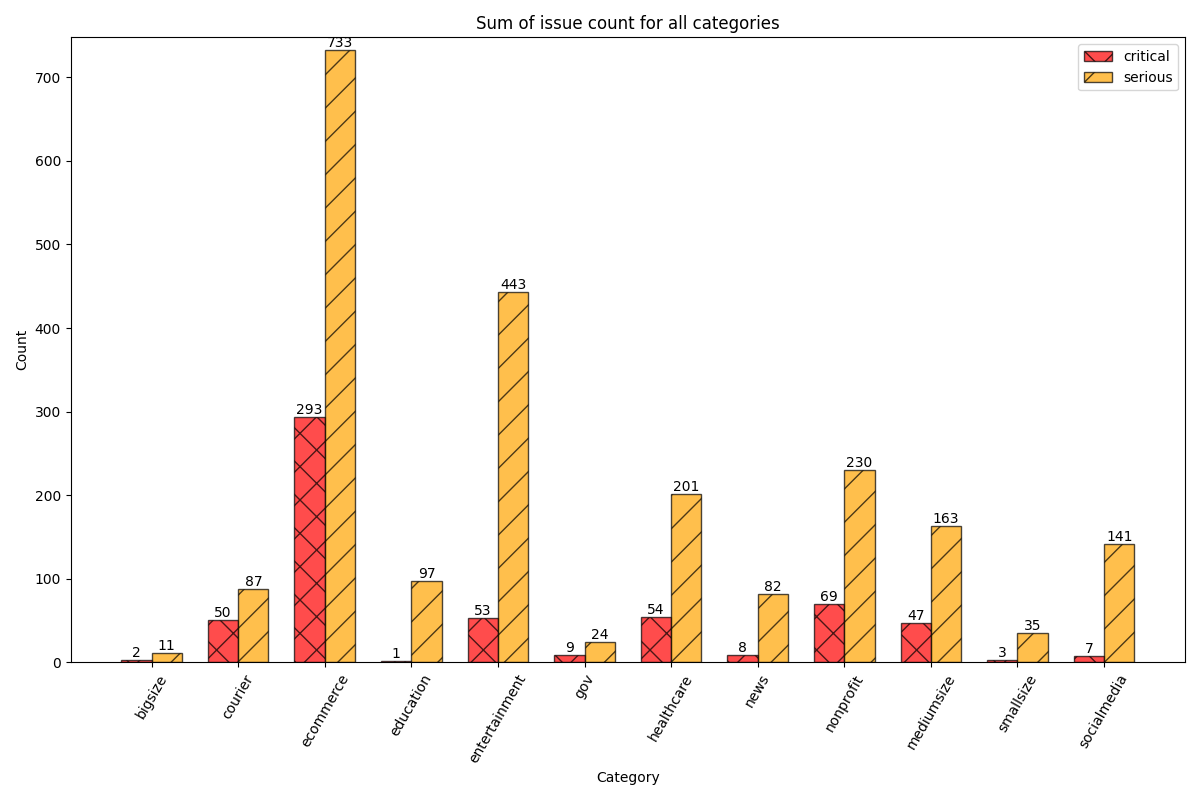 Sum of issue count for all categories
critical
serious
Count
700
600
500
400
300
200
100
0
2
11
50
87
293
733
1
97
53
443
9
24
54
201
8
82
69
230
47
163
3
35
7
141
bigsize
courier
ecommerce
education
entertainment
gov
healthcare
news
nonprofit
mediumsize
smallsize
socialmedia
Category